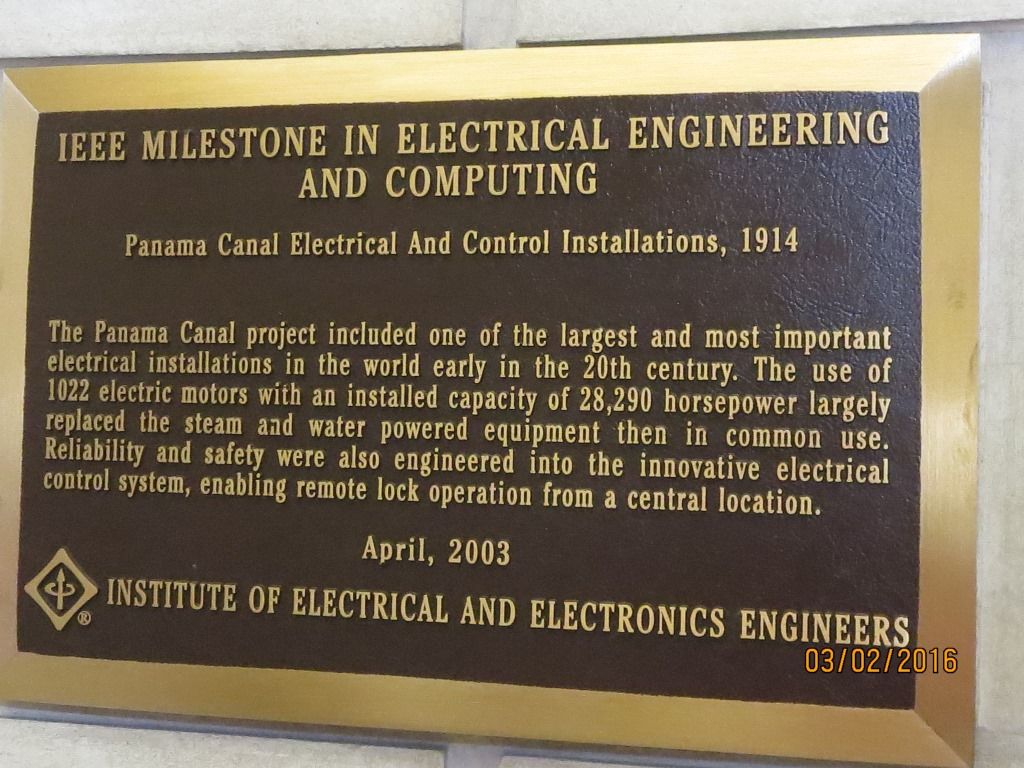 IEEE MILESTONE IN ELECTRICAL ENGINEERING
AND COMPUTING
Panama Canal Electrical And Control Installations, 1914
The Panama Canal project included one of the largest and most important
electrical installations in the world early in the 20th century. The use of
1022 electric motors with an installed capacity of 28,290 horsepower largely
replaced the steam and water powered equipment then in common use.
Reliability and safety were also engineered into the innovative electrical
control system, enabling remote lock operation from a central location.
April, 2003
® INSTITUTE OF ELECTRICAL AND ELECTRONICS ENGINEERS
03/02/2016